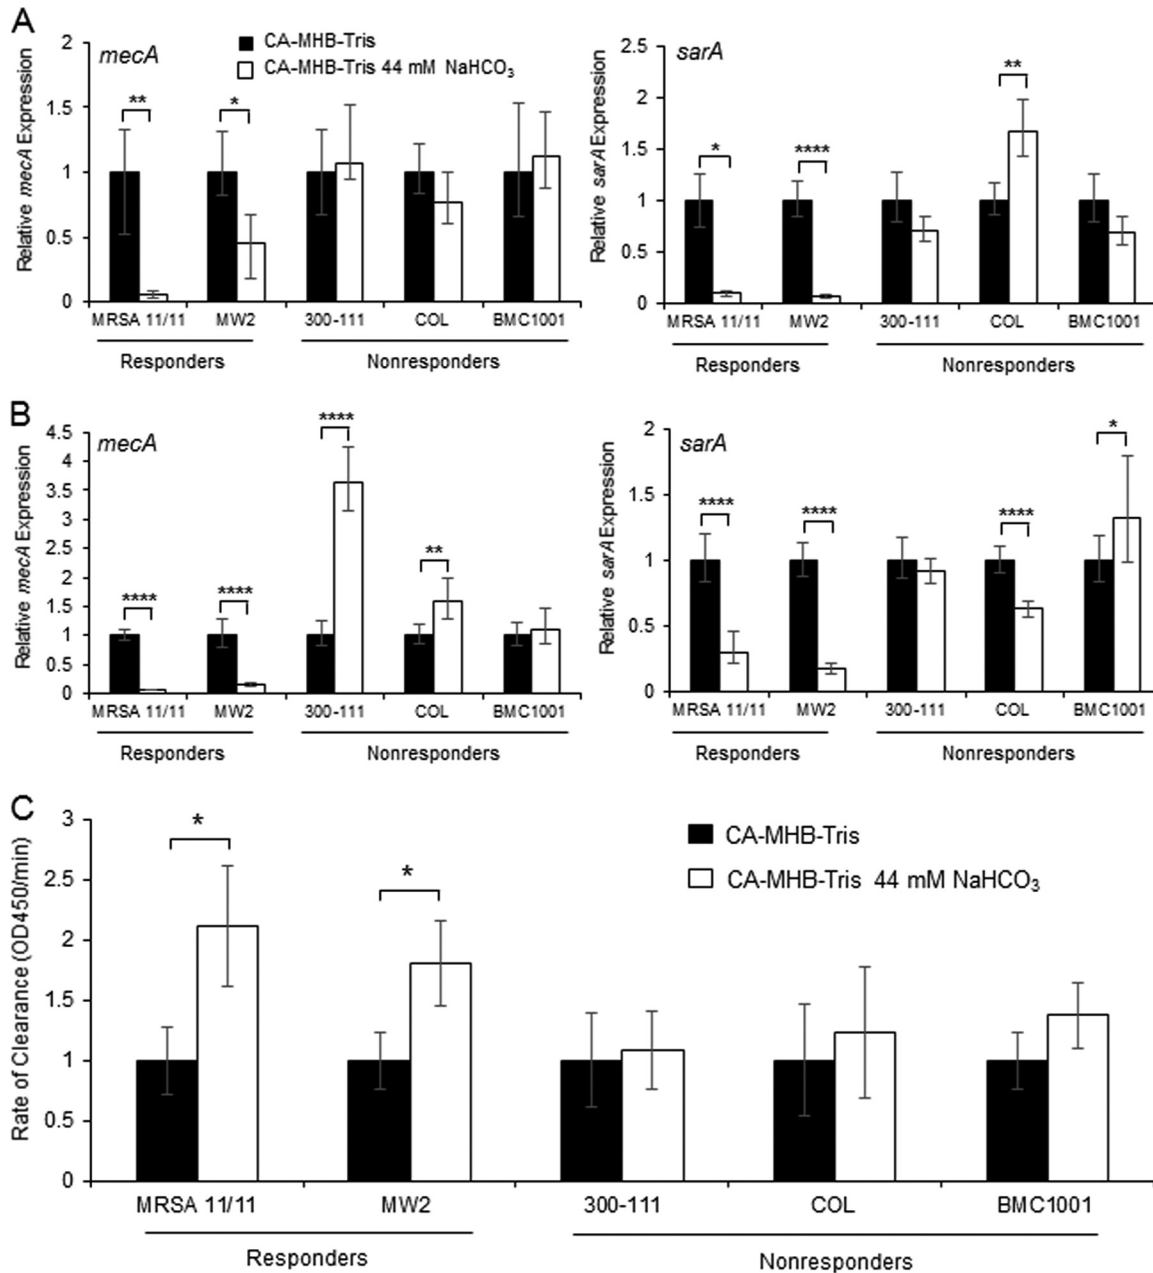 A
mecA
CA-MHB-Tris
CA-MHB-Tris 44 mM NaHCO₃
Relative mecA Expression
2
1.5
1
0.5
0
** *
MRSA 11/11 MW2 300-111 COL BMC1001
Responders Nonresponders
sarA
Relative sarA Expression
2.5
2
1.5
1
0.5
0
* **** **
MRSA 11/11 MW2 300-111 COL BMC1001
Responders Nonresponders
B
mecA
Relative mecA Expression
4.5
4
3.5
3
2.5
2
1.5
1
0.5
0
**** **** **** **
MRSA 11/11 MW2 300-111 COL BMC1001
Responders Nonresponders
sarA
Relative sarA Expression
2
1.5
1
0.5
0
**** **** **** *
MRSA 11/11 MW2 300-111 COL BMC1001
Responders Nonresponders
C
CA-MHB-Tris
CA-MHB-Tris 44 mM NaHCO₃
Rate of Clearance (OD450/min)
3
2.5
2
1.5
1
0.5
0
* *
MRSA 11/11 MW2 300-111 COL BMC1001
Responders Nonresponders